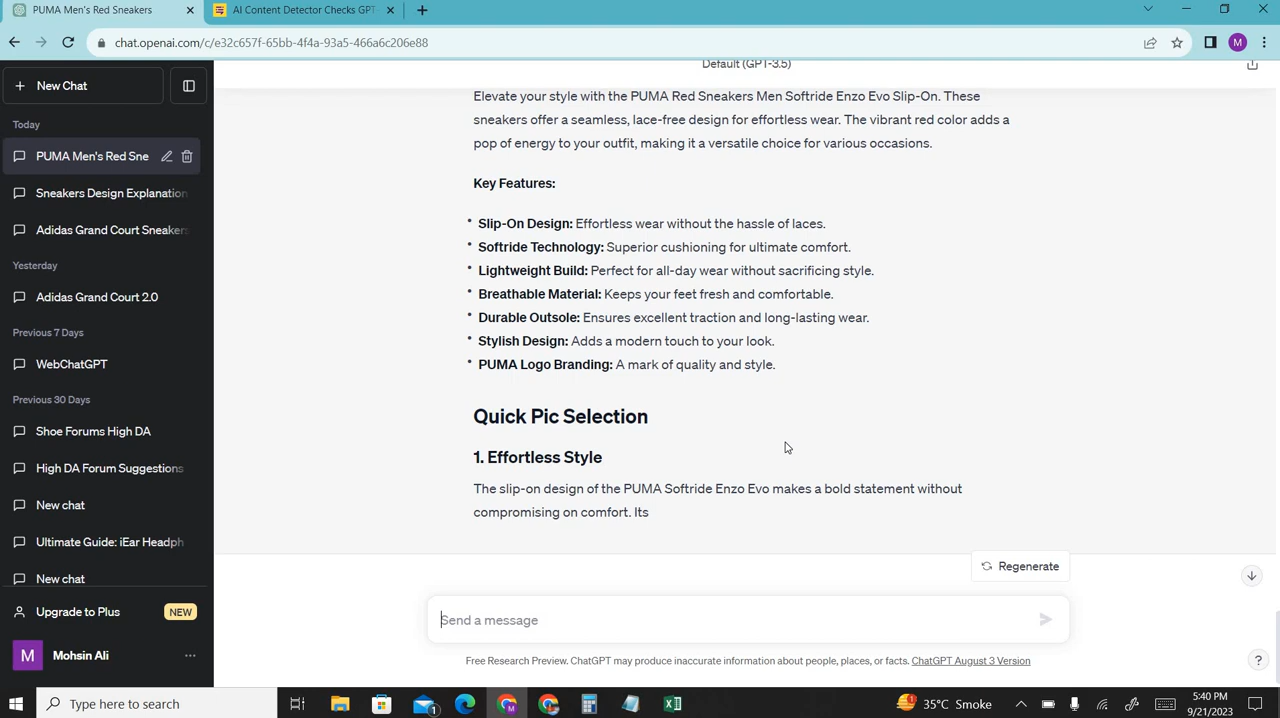 PUMA Men's Red Sneakers
AI Content Detector Checks GPT-
chat.openai.com/c/e32c657f-65bb-4f4a-93a5-466a6c206e88
M
New Chat
Today
PUMA Men's Red Sne
Sneakers Design Explanation
Adidas Grand Court Sneaker
Yesterday
Adidas Grand Court 2.0
Previous 7 Days
WebChatGPT
Previous 30 Days
Shoe Forums High DA
High DA Forum Suggestions
New chat
Ultimate Guide: iEar Headph
New chat
Upgrade to Plus
NEW
M
Mohsin Ali
Default (GPT-3.5)
Elevate your style with the PUMA Red Sneakers Men Softride Enzo Evo Slip-On. These
sneakers offer a seamless, lace-free design for effortless wear. The vibrant red color adds a
pop of energy to your outfit, making it a versatile choice for various occasions.
Key Features:
• Slip-On Design: Effortless wear without the hassle of laces.
• Softride Technology: Superior cushioning for ultimate comfort.
• Lightweight Build: Perfect for all-day wear without sacrificing style.
• Breathable Material: Keeps your feet fresh and comfortable.
• Durable Outsole: Ensures excellent traction and long-lasting wear.
• Stylish Design: Adds a modern touch to your look.
• PUMA Logo Branding: A mark of quality and style.
Quick Pic Selection
1. Effortless Style
The slip-on design of the PUMA Softride Enzo Evo makes a bold statement without
compromising on comfort. Its
Regenerate
Send a message
Free Research Preview. ChatGPT may produce inaccurate information about people, places, or facts. ChatGPT August 3 Version
?
Type here to search
1
M
35°C Smoke
5:40 PM
9/21/2023